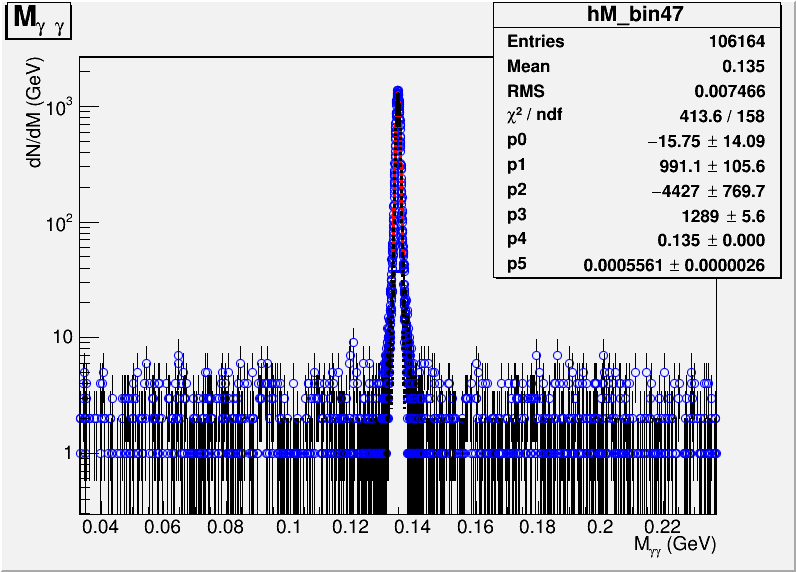 M γ γ
hM_bin47
Entries 106164
Mean 0.135
RMS 0.007466
χ² / ndf 413.6 / 158
p0 −15.75 ± 14.09
p1 991.1 ± 105.6
p2 −4427 ± 769.7
p3 1289 ± 5.6
p4 0.135 ± 0.000
p5 0.0005561 ± 0.0000026
dN/dM (GeV)
10³
10²
10
1
0.04 0.06 0.08 0.1 0.12 0.14 0.16 0.18 0.2 0.22
Mγγ (GeV)